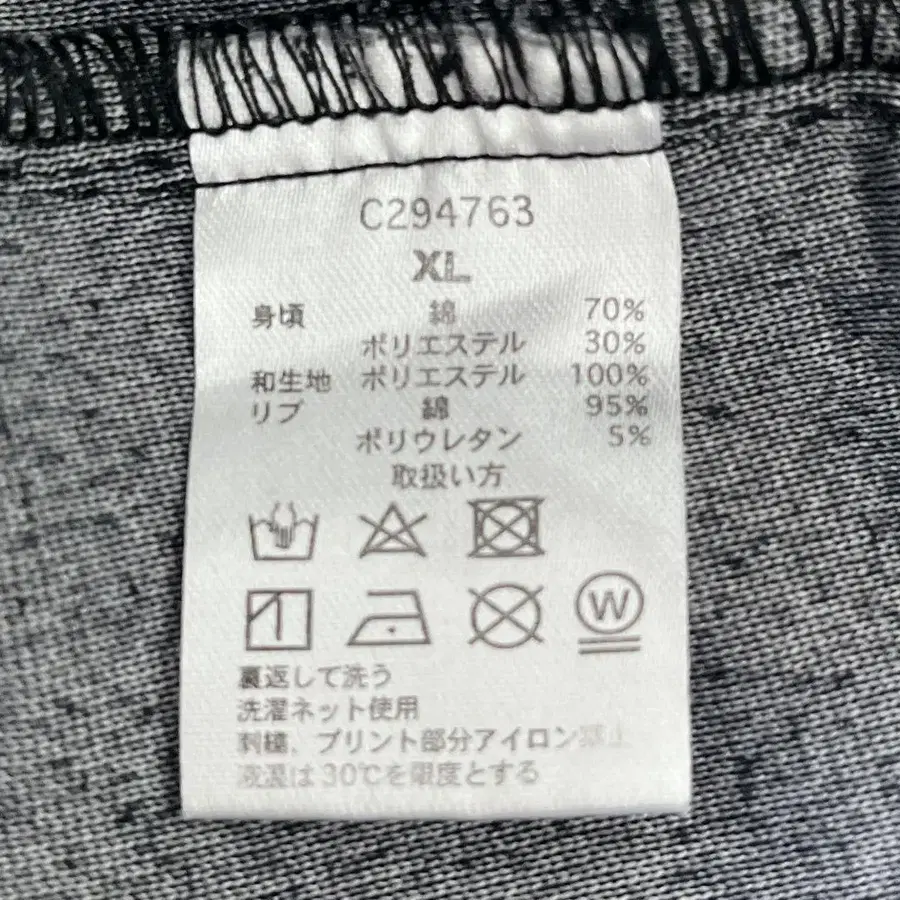 C294763
XL
身頃 綿 70%
ポリエステル 30%
和生地 ポリエステル 100%
リブ 綿 95%
ポリウレタン 5%
取扱い方
W
裏返して洗う
洗濯ネット使用
刺繍、プリント部分アイロン禁止
液温は30℃を限度とする